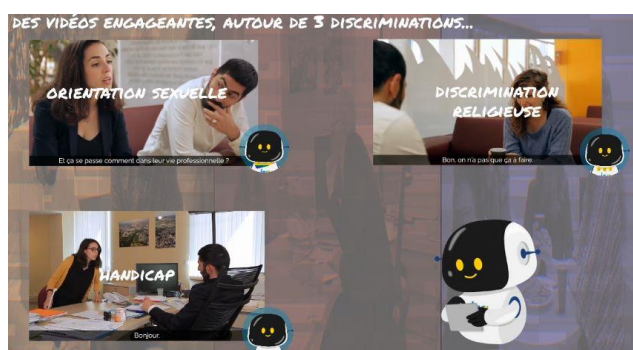 DES VIDÉOS ENGAGEANTES, AUTOUR DE 3 DISCRIMINATIONS...
ORIENTATION SEXUELLE
Et ça se passe comment dans leur vie professionnelle ?
DISCRIMINATION
RELIGIEUSE
Bon, on n'a pas que ça à faire.
HANDICAP
Bonjour.